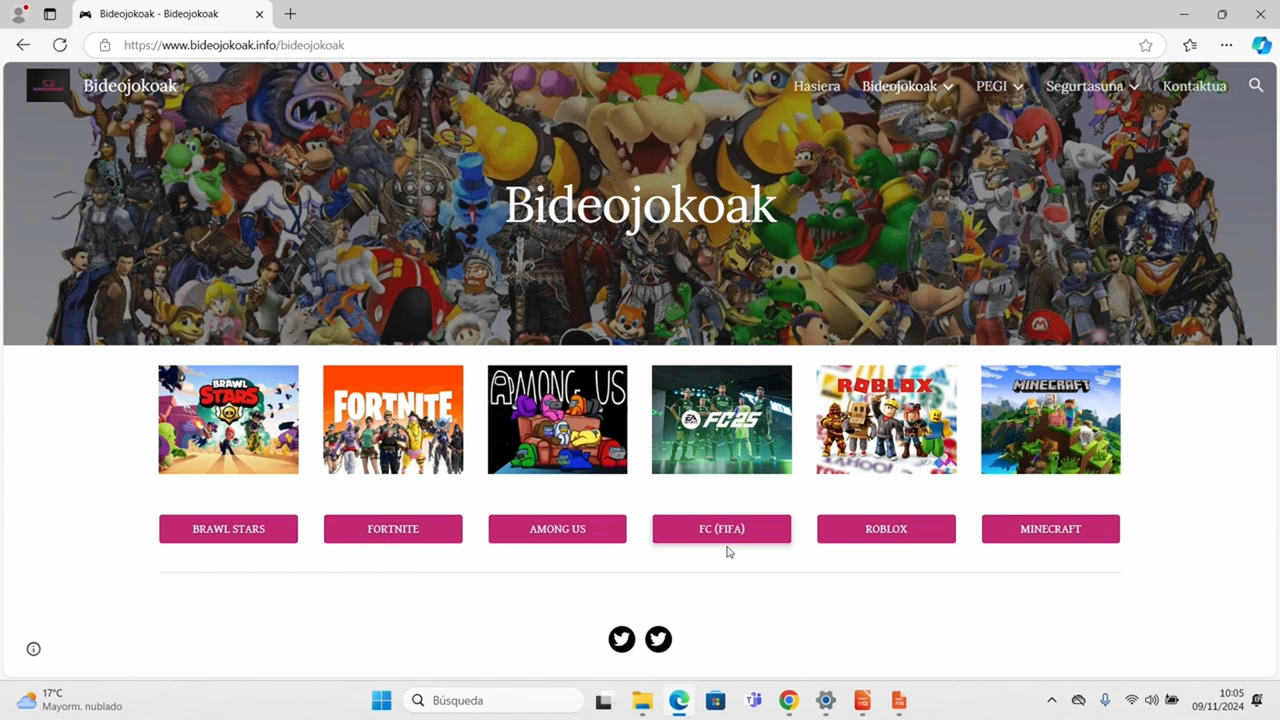 Bideojokoak - Bideojokoak
https://www.bideojokoak.info/bideojokoak
Bideojokoak
Hasiera Bideojokoak PEGI Segurtasuna Kontaktua
Bideojokoak
BRAWL STARS
FORTNITE
AMONG US
EA FC25
ROBLOX
MINECRAFT
BRAWL STARS FORTNITE AMONG US FC (FIFA) ROBLOX MINECRAFT
17°C
Mayorm. nublado
Búsqueda
10:05
09/11/2024